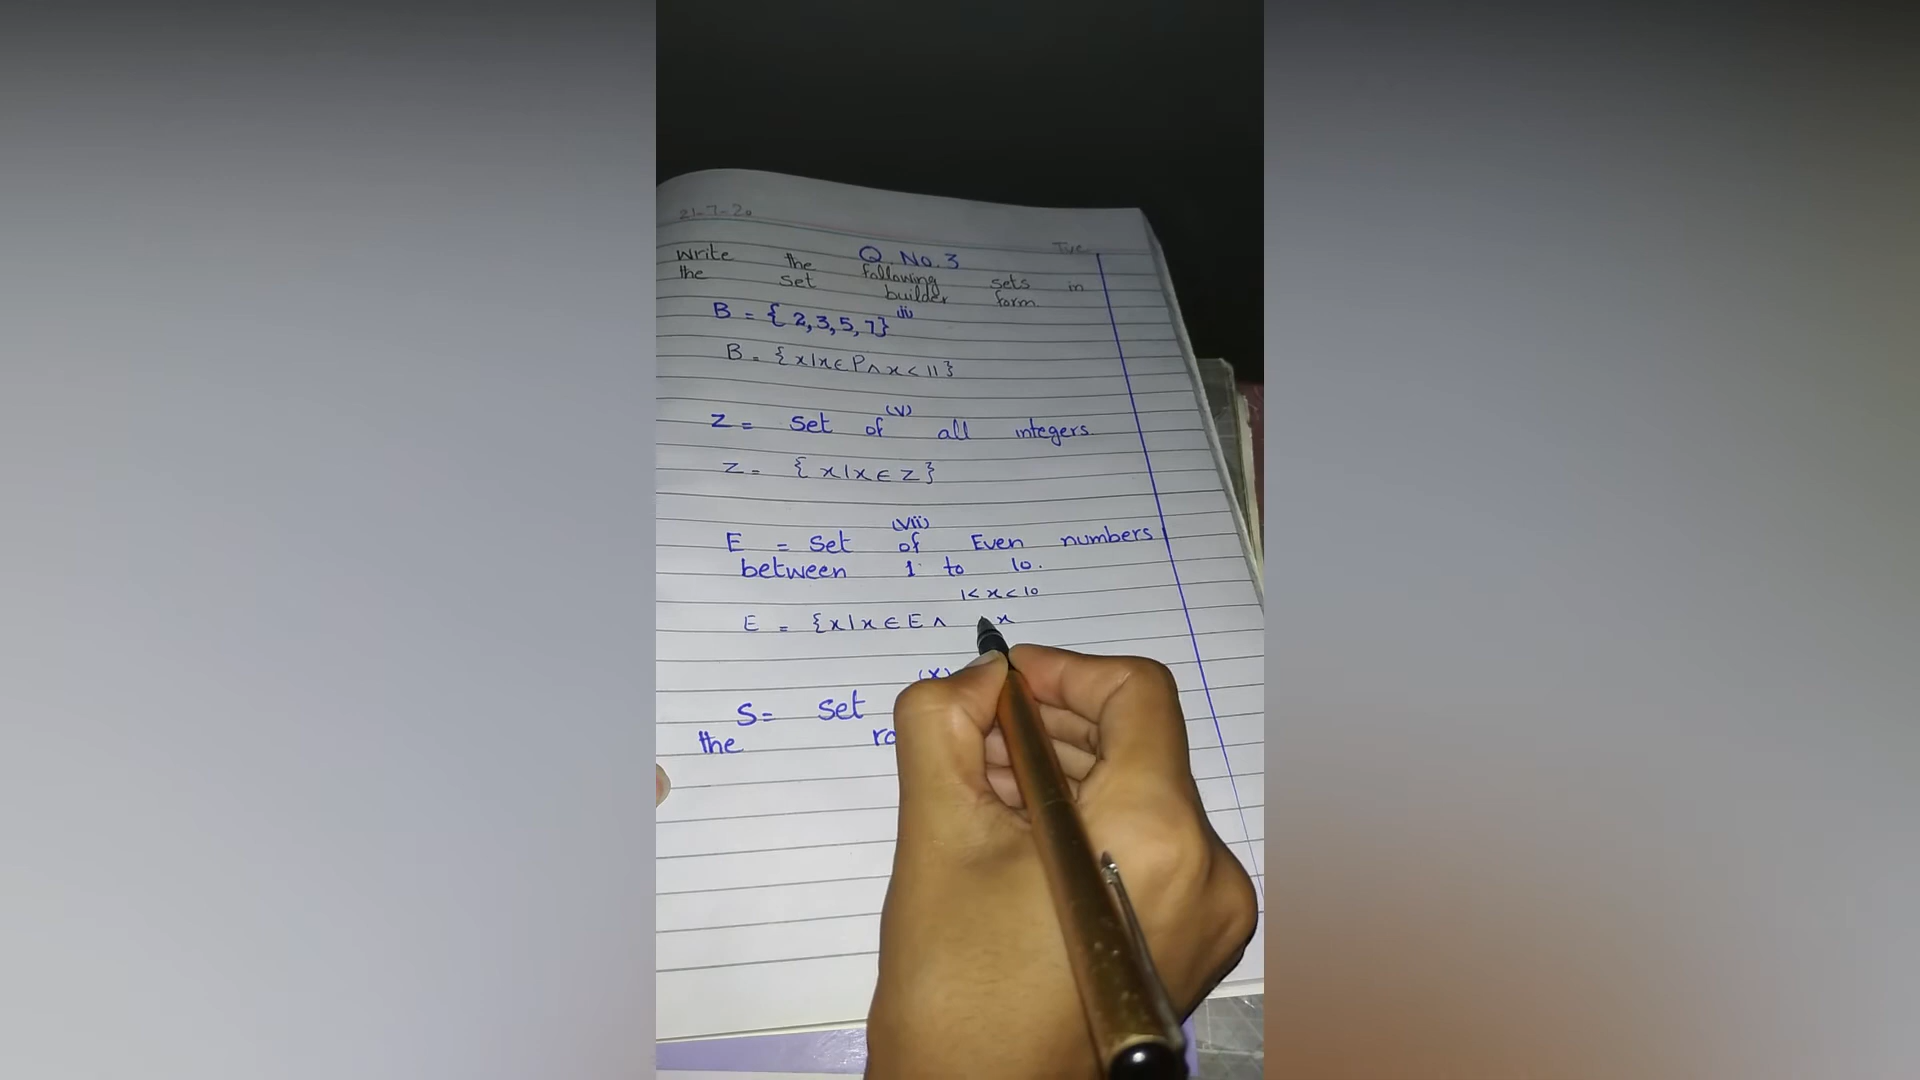 21-7-20 Tue
Q. No. 3
Write the following sets in
the set builder form
(ii)
B = { 2, 3, 5, 7}
B = { x|x ∈ P ∧ x < 11 }
(v)
Z = set of all integers.
Z = { x|x ∈ Z }
(vii)
E = set of Even numbers
between 1 to 10.
1 < x < 10
E = { x|x ∈ E ∧ x
(x)
S = set
the